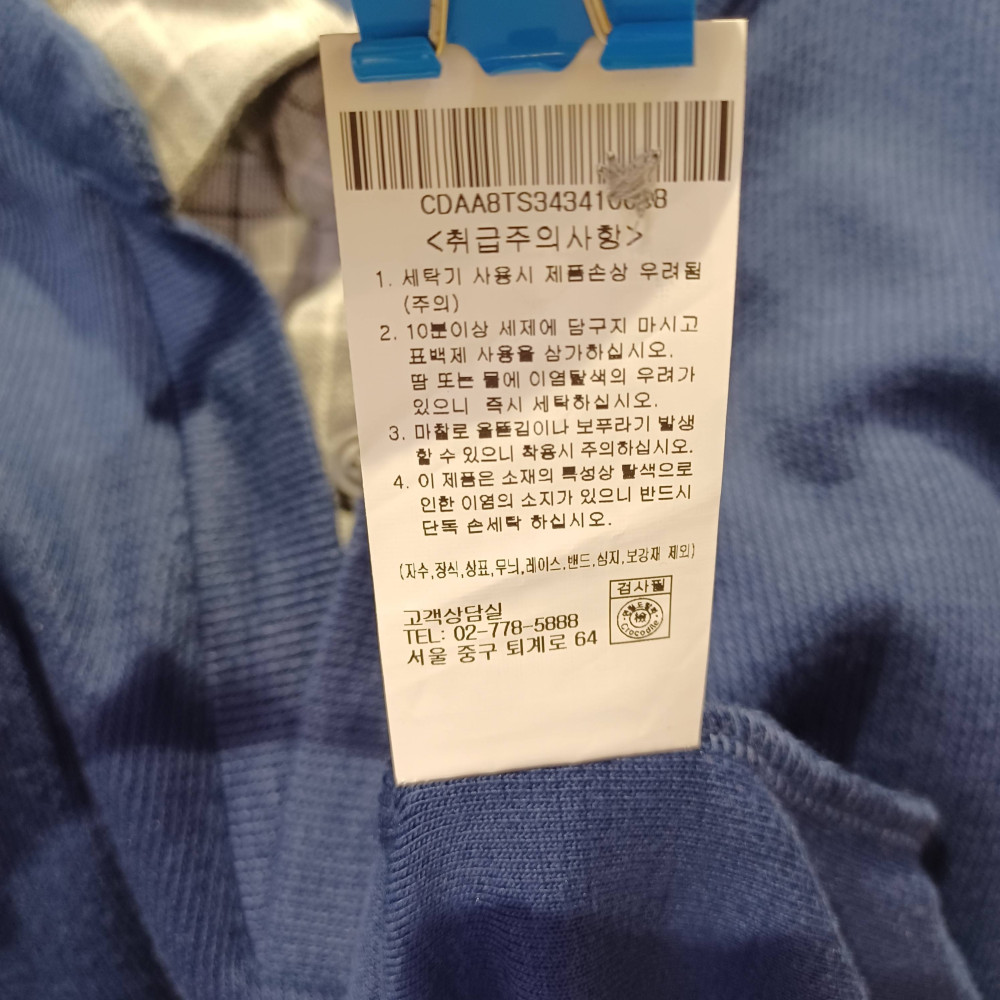 <취급주의사항>
1. 세탁기 사용시 제품손상 우려됨
(주의)
2. 10분이상 세제에 담구지 마시고
표백제 사용을 삼가하십시오.
땀 또는 물에 이염탈색의 우려가
있으니 즉시 세탁하십시오.
3. 마찰로 올뜯김이나 보푸라기 발생
할 수 있으니 착용시 주의하십시오.
4. 이 제품은 소재의 특성상 탈색으로
인한 이염의 소지가 있으니 반드시
단독 손세탁 하십시오.
(자수,장식,상표,무늬,레이스,밴드,심지,보강재 제외)
검사필
Crocodile
고객상담실
TEL: 02-778-5888
서울 중구 퇴계로 64